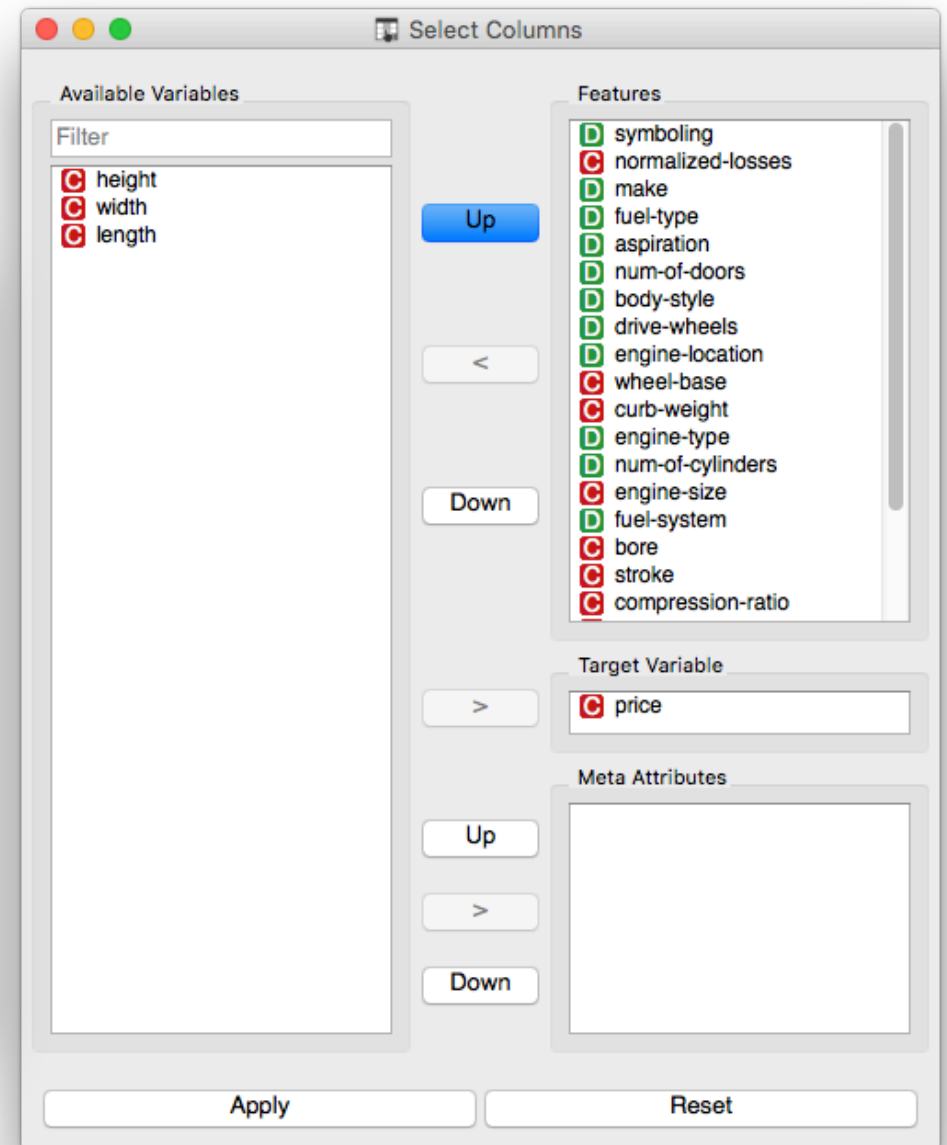 Select Columns
Available Variables
Filter
C height
C width
C length
Up
<
Down
>
Up
>
Down
Features
D symboling
C normalized-losses
D make
D fuel-type
D aspiration
D num-of-doors
D body-style
D drive-wheels
D engine-location
C wheel-base
C curb-weight
D engine-type
D num-of-cylinders
C engine-size
D fuel-system
C bore
C stroke
C compression-ratio
Target Variable
C price
Meta Attributes
Apply
Reset